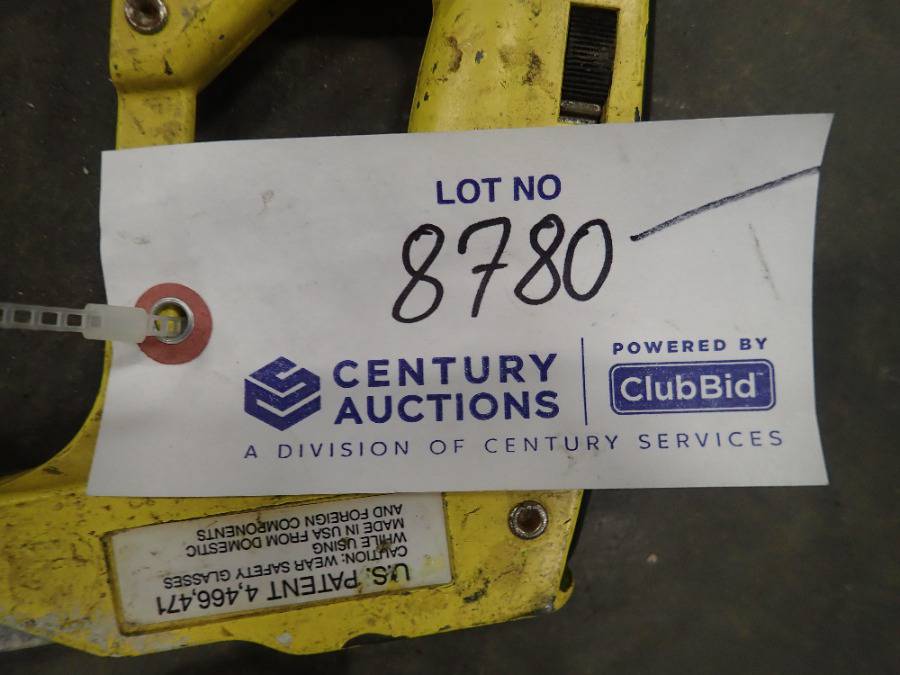 LOT NO
8780
CENTURY
AUCTIONS
A DIVISION OF CENTURY SERVICES
POWERED BY
ClubBid™
U.S. PATENT 4,466,471
CAUTION: WEAR SAFETY GLASSES
WHILE USING
MADE IN USA FROM DOMESTIC
AND FOREIGN COMPONENTS